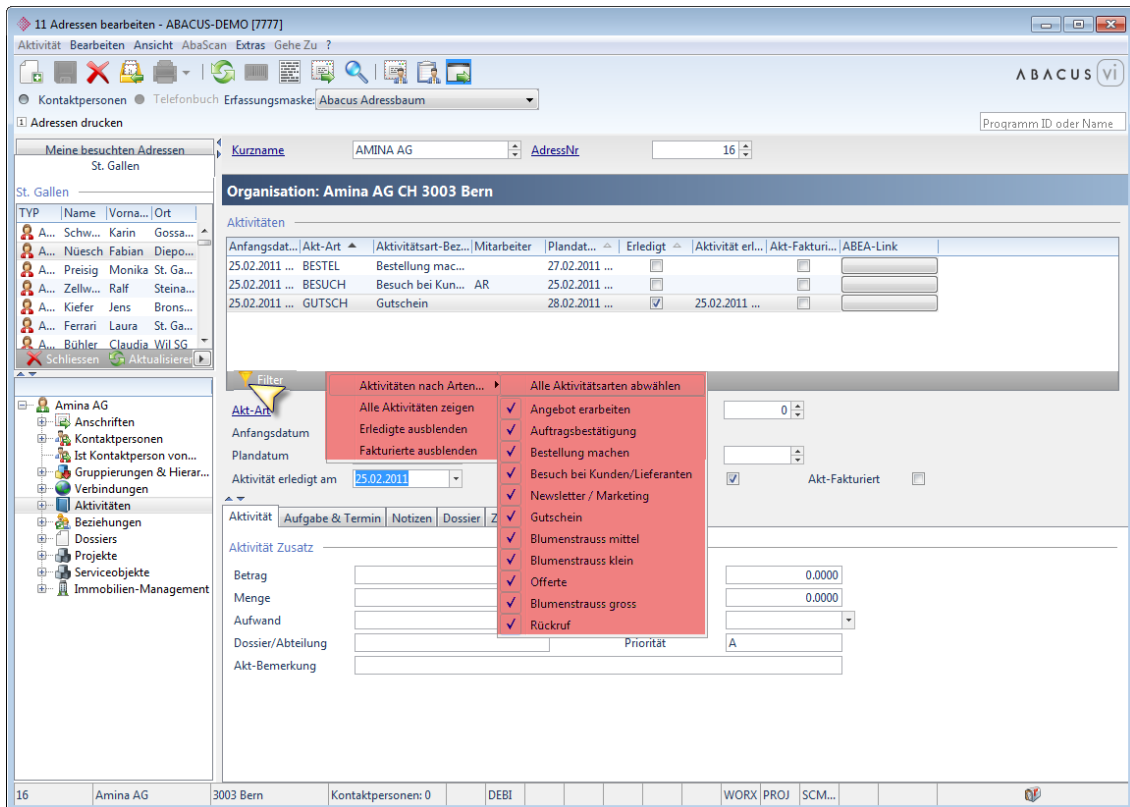 11 Adressen bearbeiten - ABACUS-DEMO [7777]
Aktivität Bearbeiten Ansicht AbaScan Extras Gehe Zu ?
ABACUS vi
Kontaktpersonen Telefonbuch Erfassungsmaske: Abacus Adressbaum
1 Adressen drucken
Programm ID oder Name
Meine besuchten Adressen
St. Gallen
Kurzname AMINA AG AdressNr 16
St. Gallen
TYP Name Vorna... Ort
A... Schw... Karin Gossa...
A... Nüesch Fabian Diepo...
A... Preisig Monika St. Ga...
A... Zellw... Ralf Steina...
A... Kiefer Jens Brons...
A... Ferrari Laura St. Ga...
A... Bühler Claudia Wil SG
Schliessen Aktualisierer
Organisation: Amina AG CH 3003 Bern
Aktivitäten
Anfangsdat... Akt-Art Aktivitätsart-Bez... Mitarbeiter Plandat... Erledigt Aktivität erl... Akt-Fakturi... ABEA-Link
25.02.2011 ... BESTEL Bestellung mac... 27.02.2011 ...
25.02.2011 ... BESUCH Besuch bei Kun... AR 25.02.2011 ...
25.02.2011 ... GUTSCH Gutschein 28.02.2011 ... 25.02.2011 ...
Filter
Aktivitäten nach Arten...
Alle Aktivitäten zeigen
Erledigte ausblenden
Fakturierte ausblenden
Alle Aktivitätsarten abwählen
Angebot erarbeiten
Auftragsbestätigung
Bestellung machen
Besuch bei Kunden/Lieferanten
Newsletter / Marketing
Gutschein
Blumenstrauss mittel
Blumenstrauss klein
Offerte
Blumenstrauss gross
Rückruf
Amina AG
Anschriften
Kontaktpersonen
Ist Kontaktperson von...
Gruppierungen & Hierar...
Verbindungen
Aktivitäten
Beziehungen
Dossiers
Projekte
Serviceobjekte
Immobilien-Management
Akt-Art 0
Anfangsdatum
Plandatum
Aktivität erledigt am 25.02.2011 Akt-Fakturiert
Aktivität Aufgabe & Termin Notizen Dossier Z
Aktivität Zusatz
Betrag 0.0000
Menge 0.0000
Aufwand
Dossier/Abteilung Priorität A
Akt-Bemerkung
16 Amina AG 3003 Bern Kontaktpersonen: 0 DEBI WORX PROJ SCM...